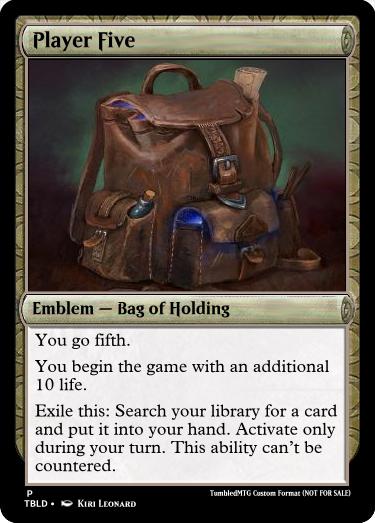 Player Five
Emblem — Bag of Holding
You go fifth.
You begin the game with an additional
10 life.
Exile this: Search your library for a card
and put it into your hand. Activate only
during your turn. This ability can't be
countered.
P
TBLD • Kiri Leonard
TumbledMTG Custom Format (NOT FOR SALE)